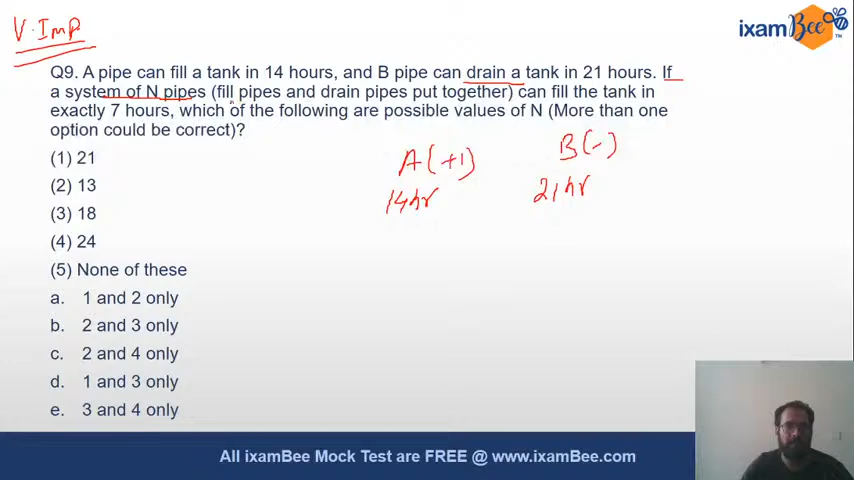 V.Imp
ixamBee™
Q9. A pipe can fill a tank in 14 hours, and B pipe can drain a tank in 21 hours. If
a system of N pipes (fill pipes and drain pipes put together) can fill the tank in
exactly 7 hours, which of the following are possible values of N (More than one
option could be correct)?
(1) 21
(2) 13
(3) 18
(4) 24
(5) None of these
a. 1 and 2 only
b. 2 and 3 only
c. 2 and 4 only
d. 1 and 3 only
e. 3 and 4 only
A (+1) B (-)
14hr 21hr
All ixamBee Mock Test are FREE @ www.ixamBee.com